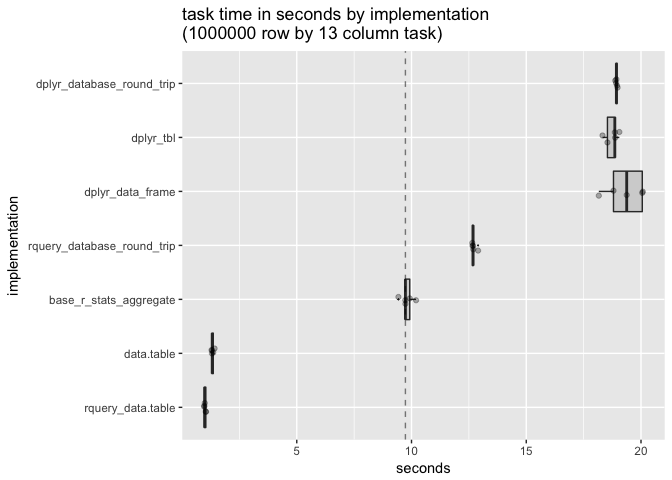 task time in seconds by implementation
(1000000 row by 13 column task)
dplyr_database_round_trip
dplyr_tbl
dplyr_data_frame
rquery_database_round_trip
base_r_stats_aggregate
data.table
rquery_data.table
implementation
5
10
15
20
seconds